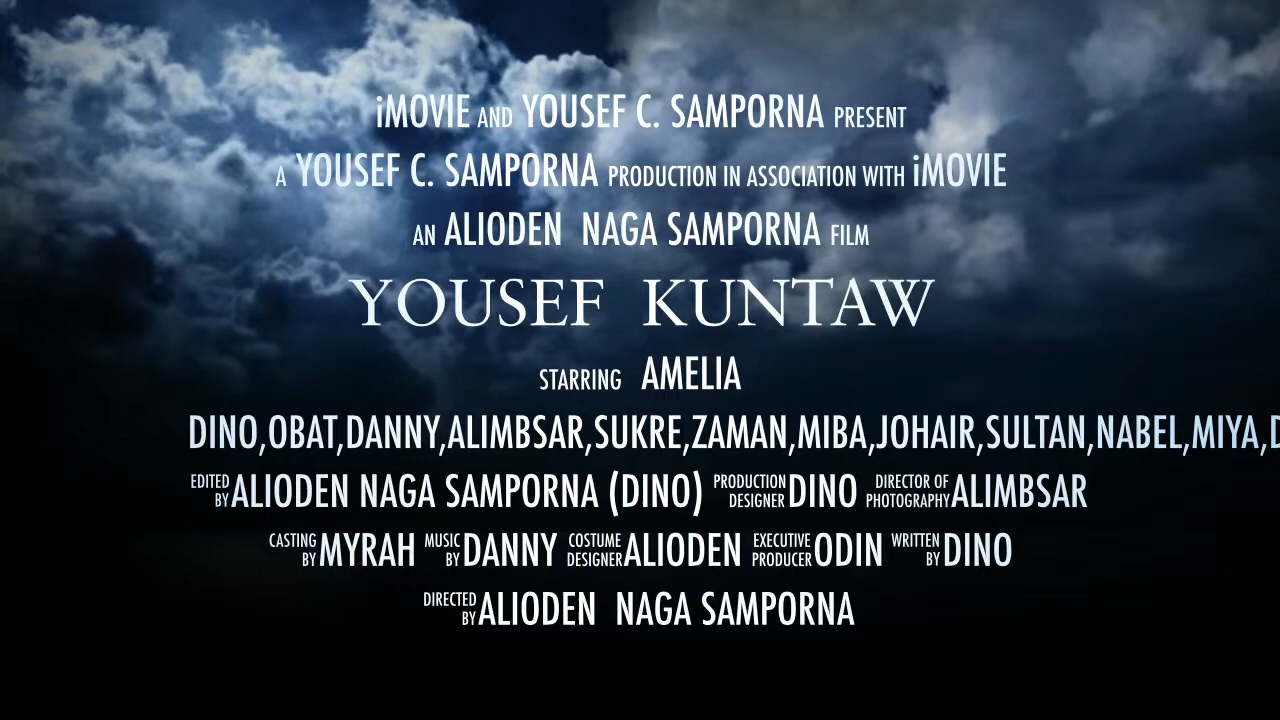 iMOVIE AND YOUSEF C. SAMPORNA PRESENT
A YOUSEF C. SAMPORNA PRODUCTION IN ASSOCIATION WITH iMOVIE
AN ALIODEN NAGA SAMPORNA FILM
YOUSEF KUNTAW
STARRING AMELIA
DINO,OBAT,DANNY,ALIMBSAR,SUKRE,ZAMAN,MIBA,JOHAIR,SULTAN,NABEL,MIYA,
EDITED BY ALIODEN NAGA SAMPORNA (DINO) PRODUCTION DESIGNER DINO DIRECTOR OF PHOTOGRAPHY ALIMBSAR
CASTING BY MYRAH MUSIC BY DANNY COSTUME DESIGNER ALIODEN EXECUTIVE PRODUCER ODIN WRITTEN BY DINO
DIRECTED BY ALIODEN NAGA SAMPORNA